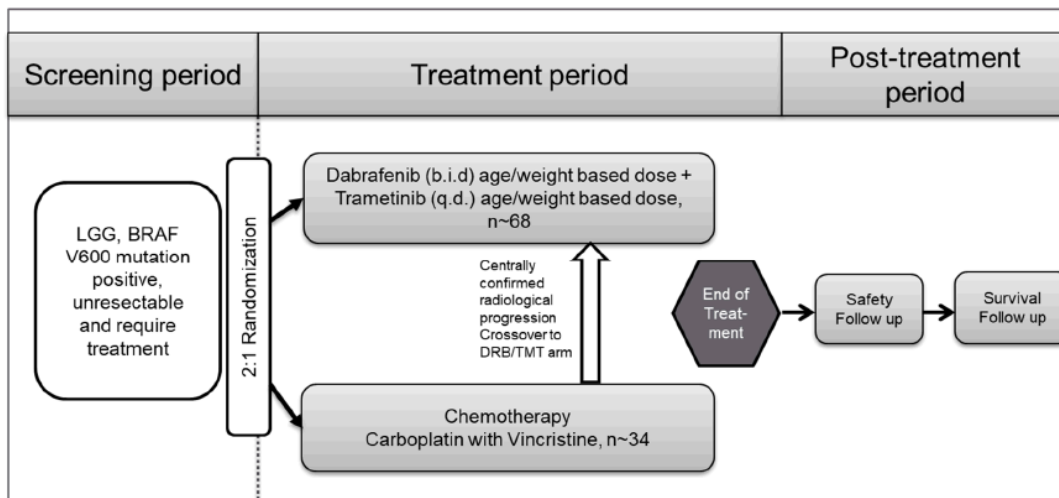 Screening period
Treatment period
Post-treatment
period
LGG, BRAF
V600 mutation
positive,
unresectable
and require
treatment
2:1 Randomization
Dabrafenib (b.i.d) age/weight based dose +
Trametinib (q.d.) age/weight based dose,
n~68
Centrally
confirmed
radiological
progression
Crossover to
DRB/TMT arm
Chemotherapy
Carboplatin with Vincristine, n~34
End of
Treat-
ment
Safety
Follow up
Survival
Follow up